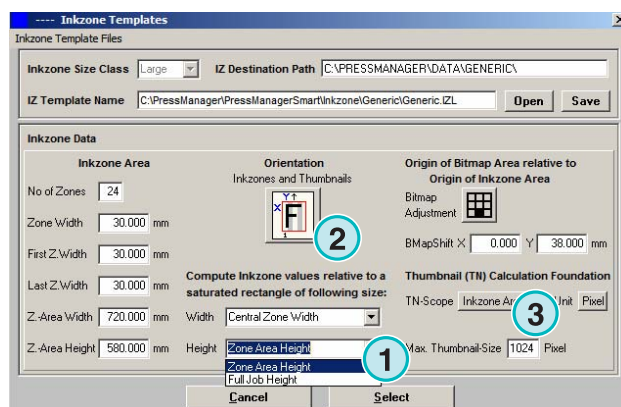 ---- Inkzone Templates
Inkzone Template Files
Inkzone Size Class Large IZ Destination Path C:\PRESSMANAGER\DATA\GENERIC\
IZ Template Name C:\PressManager\PressManagerSmart\Inkzone\Generic\Generic.IZL Open Save
Inkzone Data
Inkzone Area
No of Zones 24
Zone Width 30.000 mm
First Z.Width 30.000 mm
Last Z.Width 30.000 mm
Z.-Area Width 720.000 mm
Z.-Area Height 580.000 mm
Orientation
Inkzones and Thumbnails
Y
X F
1
2
Compute Inkzone values relative to a
saturated rectangle of following size:
Width Central Zone Width
Height Zone Area Height
Zone Area Height
Full Job Height
1
Origin of Bitmap Area relative to
Origin of Inkzone Area
Bitmap
Adjustment
BMapShift X 0.000 Y 38.000 mm
Thumbnail (TN) Calculation Foundation
TN-Scope Inkzone Pixel
3
Max. Thumbnail-Size 1024 Pixel
Cancel Select